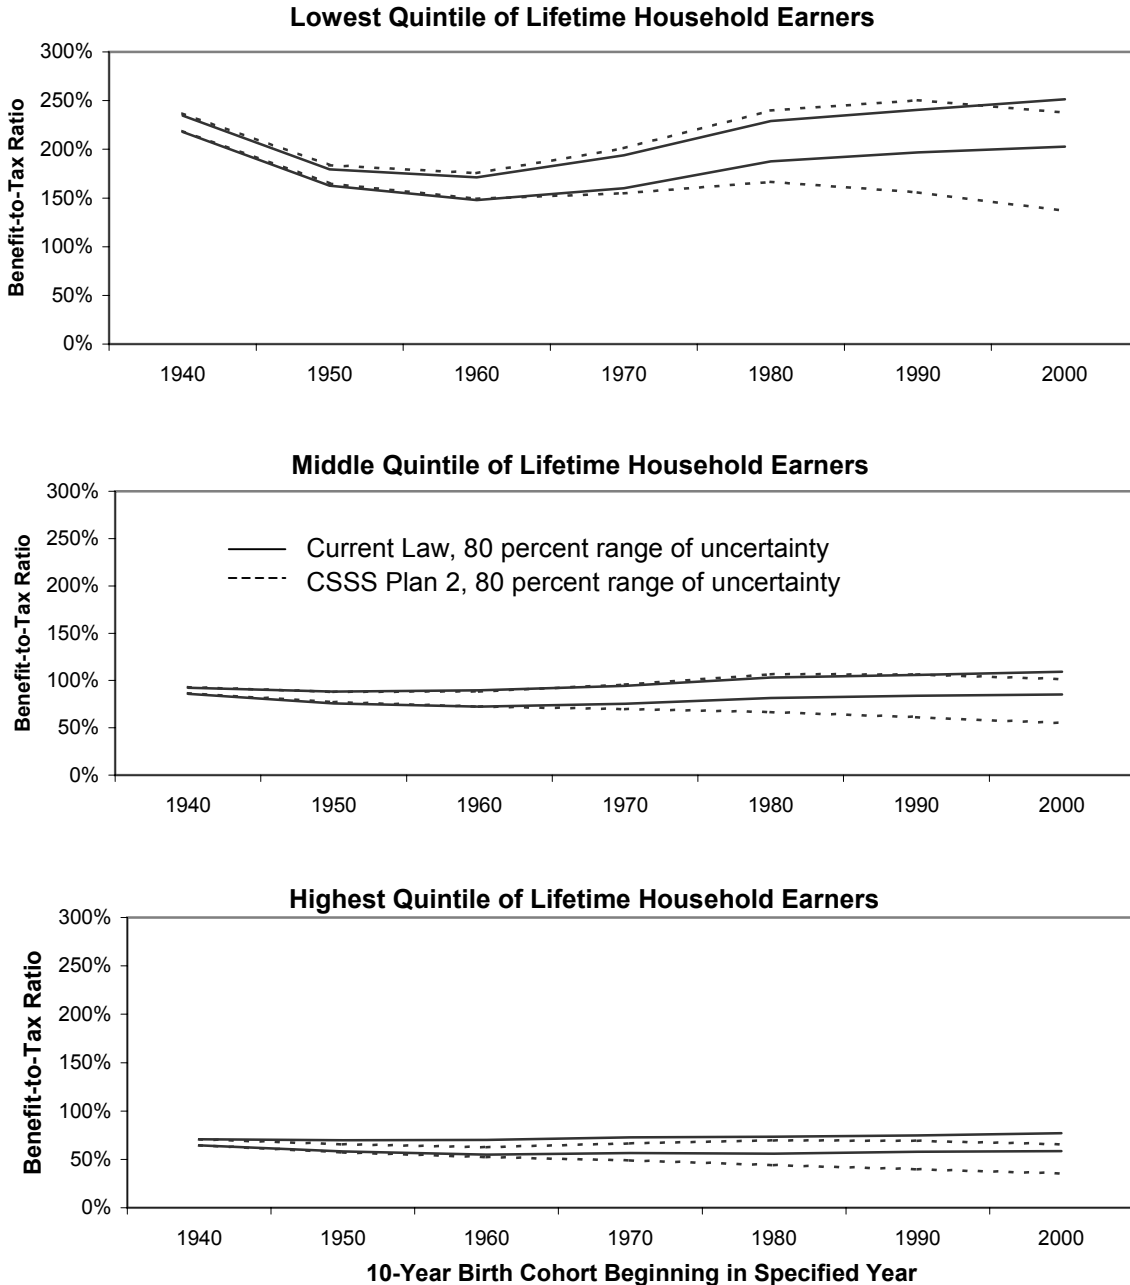 Lowest Quintile of Lifetime Household Earners
Benefit-to-Tax Ratio
300%
250%
200%
150%
100%
50%
0%
1940 1950 1960 1970 1980 1990 2000
Middle Quintile of Lifetime Household Earners
Benefit-to-Tax Ratio
300%
250%
200%
150%
100%
50%
0%
Current Law, 80 percent range of uncertainty
CSSS Plan 2, 80 percent range of uncertainty
1940 1950 1960 1970 1980 1990 2000
Highest Quintile of Lifetime Household Earners
Benefit-to-Tax Ratio
300%
250%
200%
150%
100%
50%
0%
1940 1950 1960 1970 1980 1990 2000
10-Year Birth Cohort Beginning in Specified Year